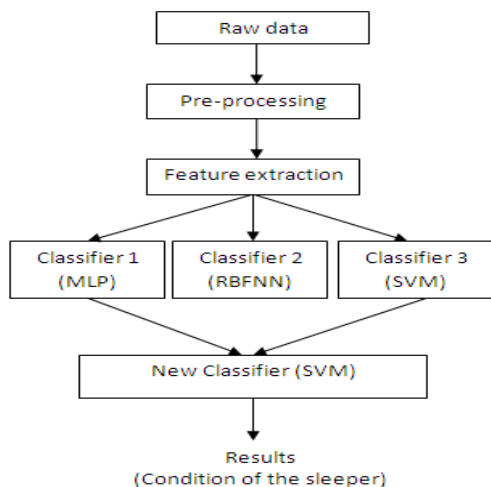 Raw data
Pre-processing
Feature extraction
Classifier 1
(MLP)
Classifier 2
(RBFNN)
Classifier 3
(SVM)
New Classifier (SVM)
Results
(Condition of the sleeper)